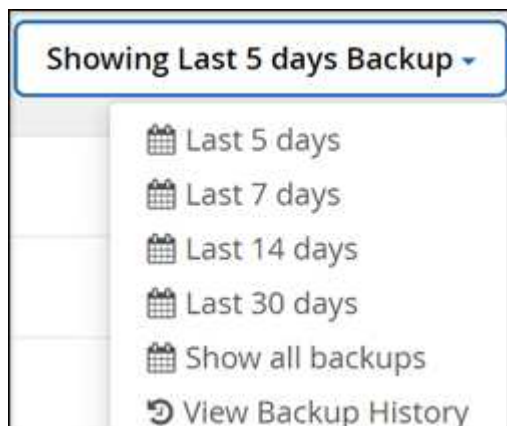 Showing Last 5 days Backup
Last 5 days
Last 7 days
Last 14 days
Last 30 days
Show all backups
View Backup History